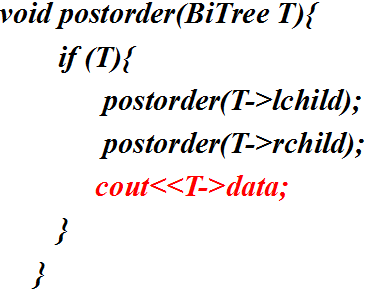 void postorder(BiTree T){
if (T){
postorder(T->lchild);
postorder(T->rchild);
cout<<T->data;
}
}